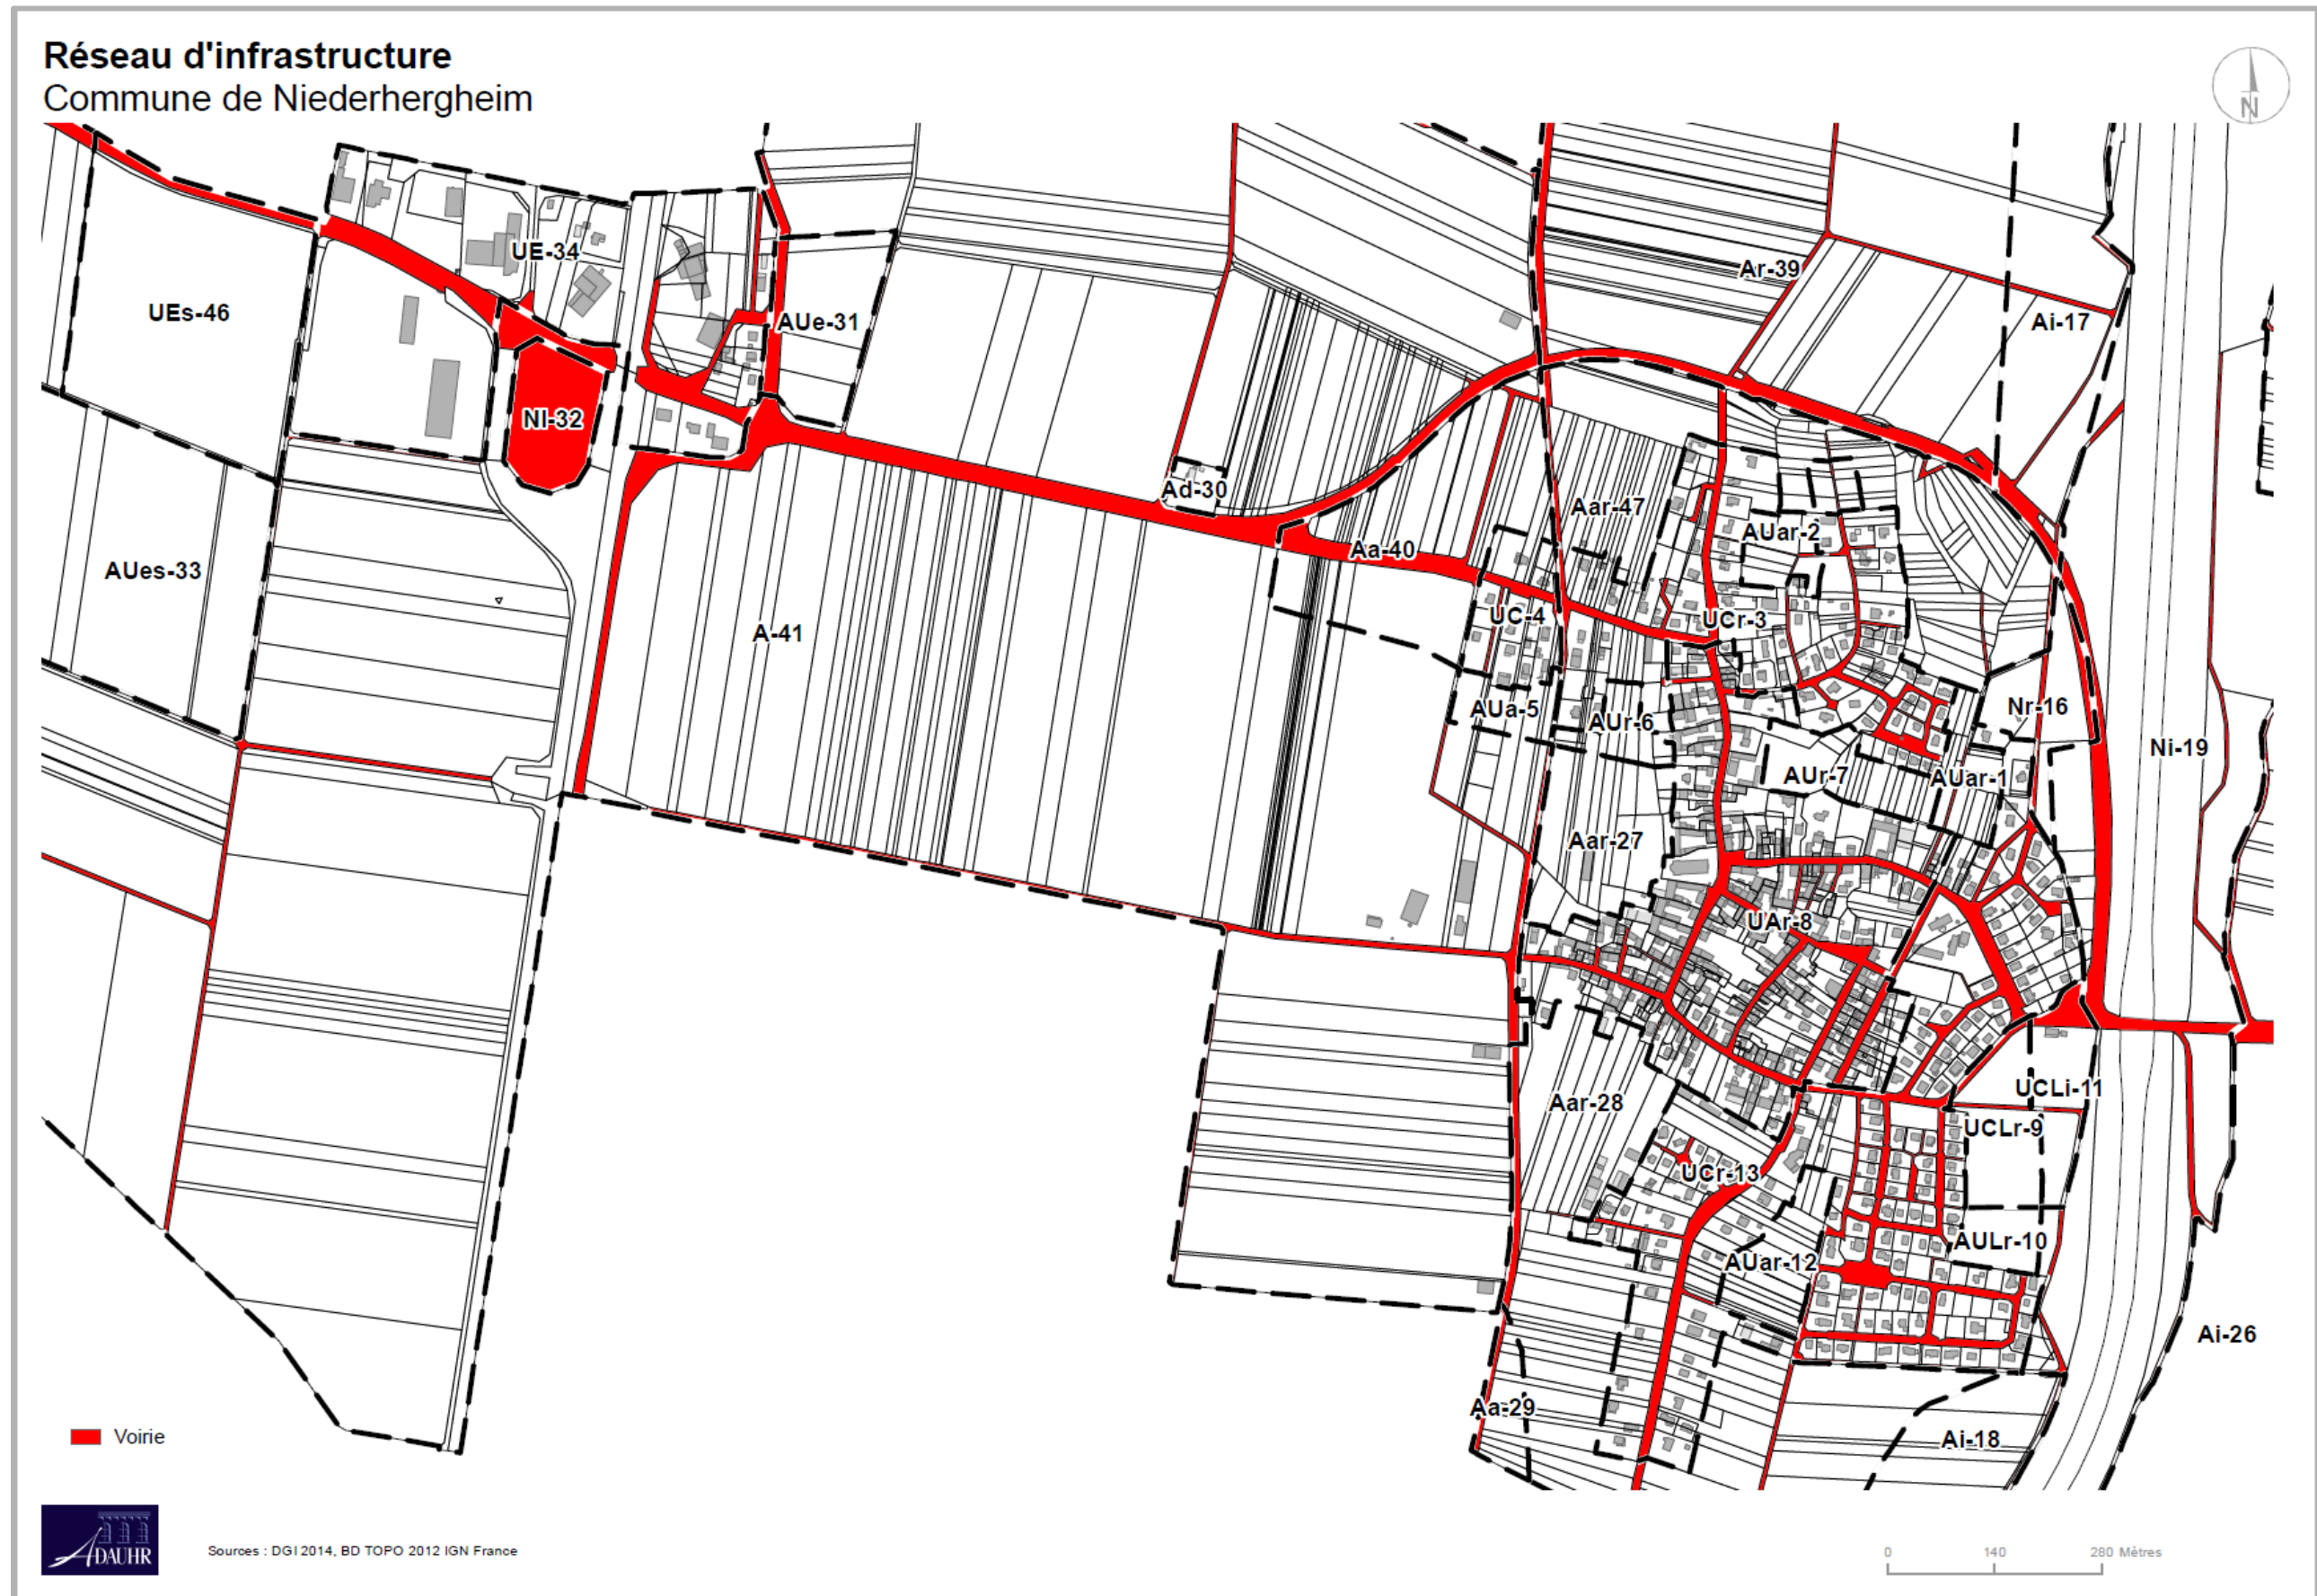 Réseau d'infrastructure
Commune de Niederhergheim
N
UE-34
Ar-39
UEs-46
AUe-31
Ai-17
NI-32
Ad-30
Aar-47
AUar-2
Aa-40
AUes-33
UC-4
UCr-3
A-41
AUa-5
AUr-6
Nr-16
Ni-19
AUr-7
AUar-1
Aar-27
UAr-8
UCLi-11
Aar-28
UCLr-9
UCr-13
AULr-10
AUar-12
Ai-26
Aa-29
Voirie
Ai-18
ADAUHR
Sources : DGI 2014, BD TOPO 2012 IGN France
0 140 280 Mètres